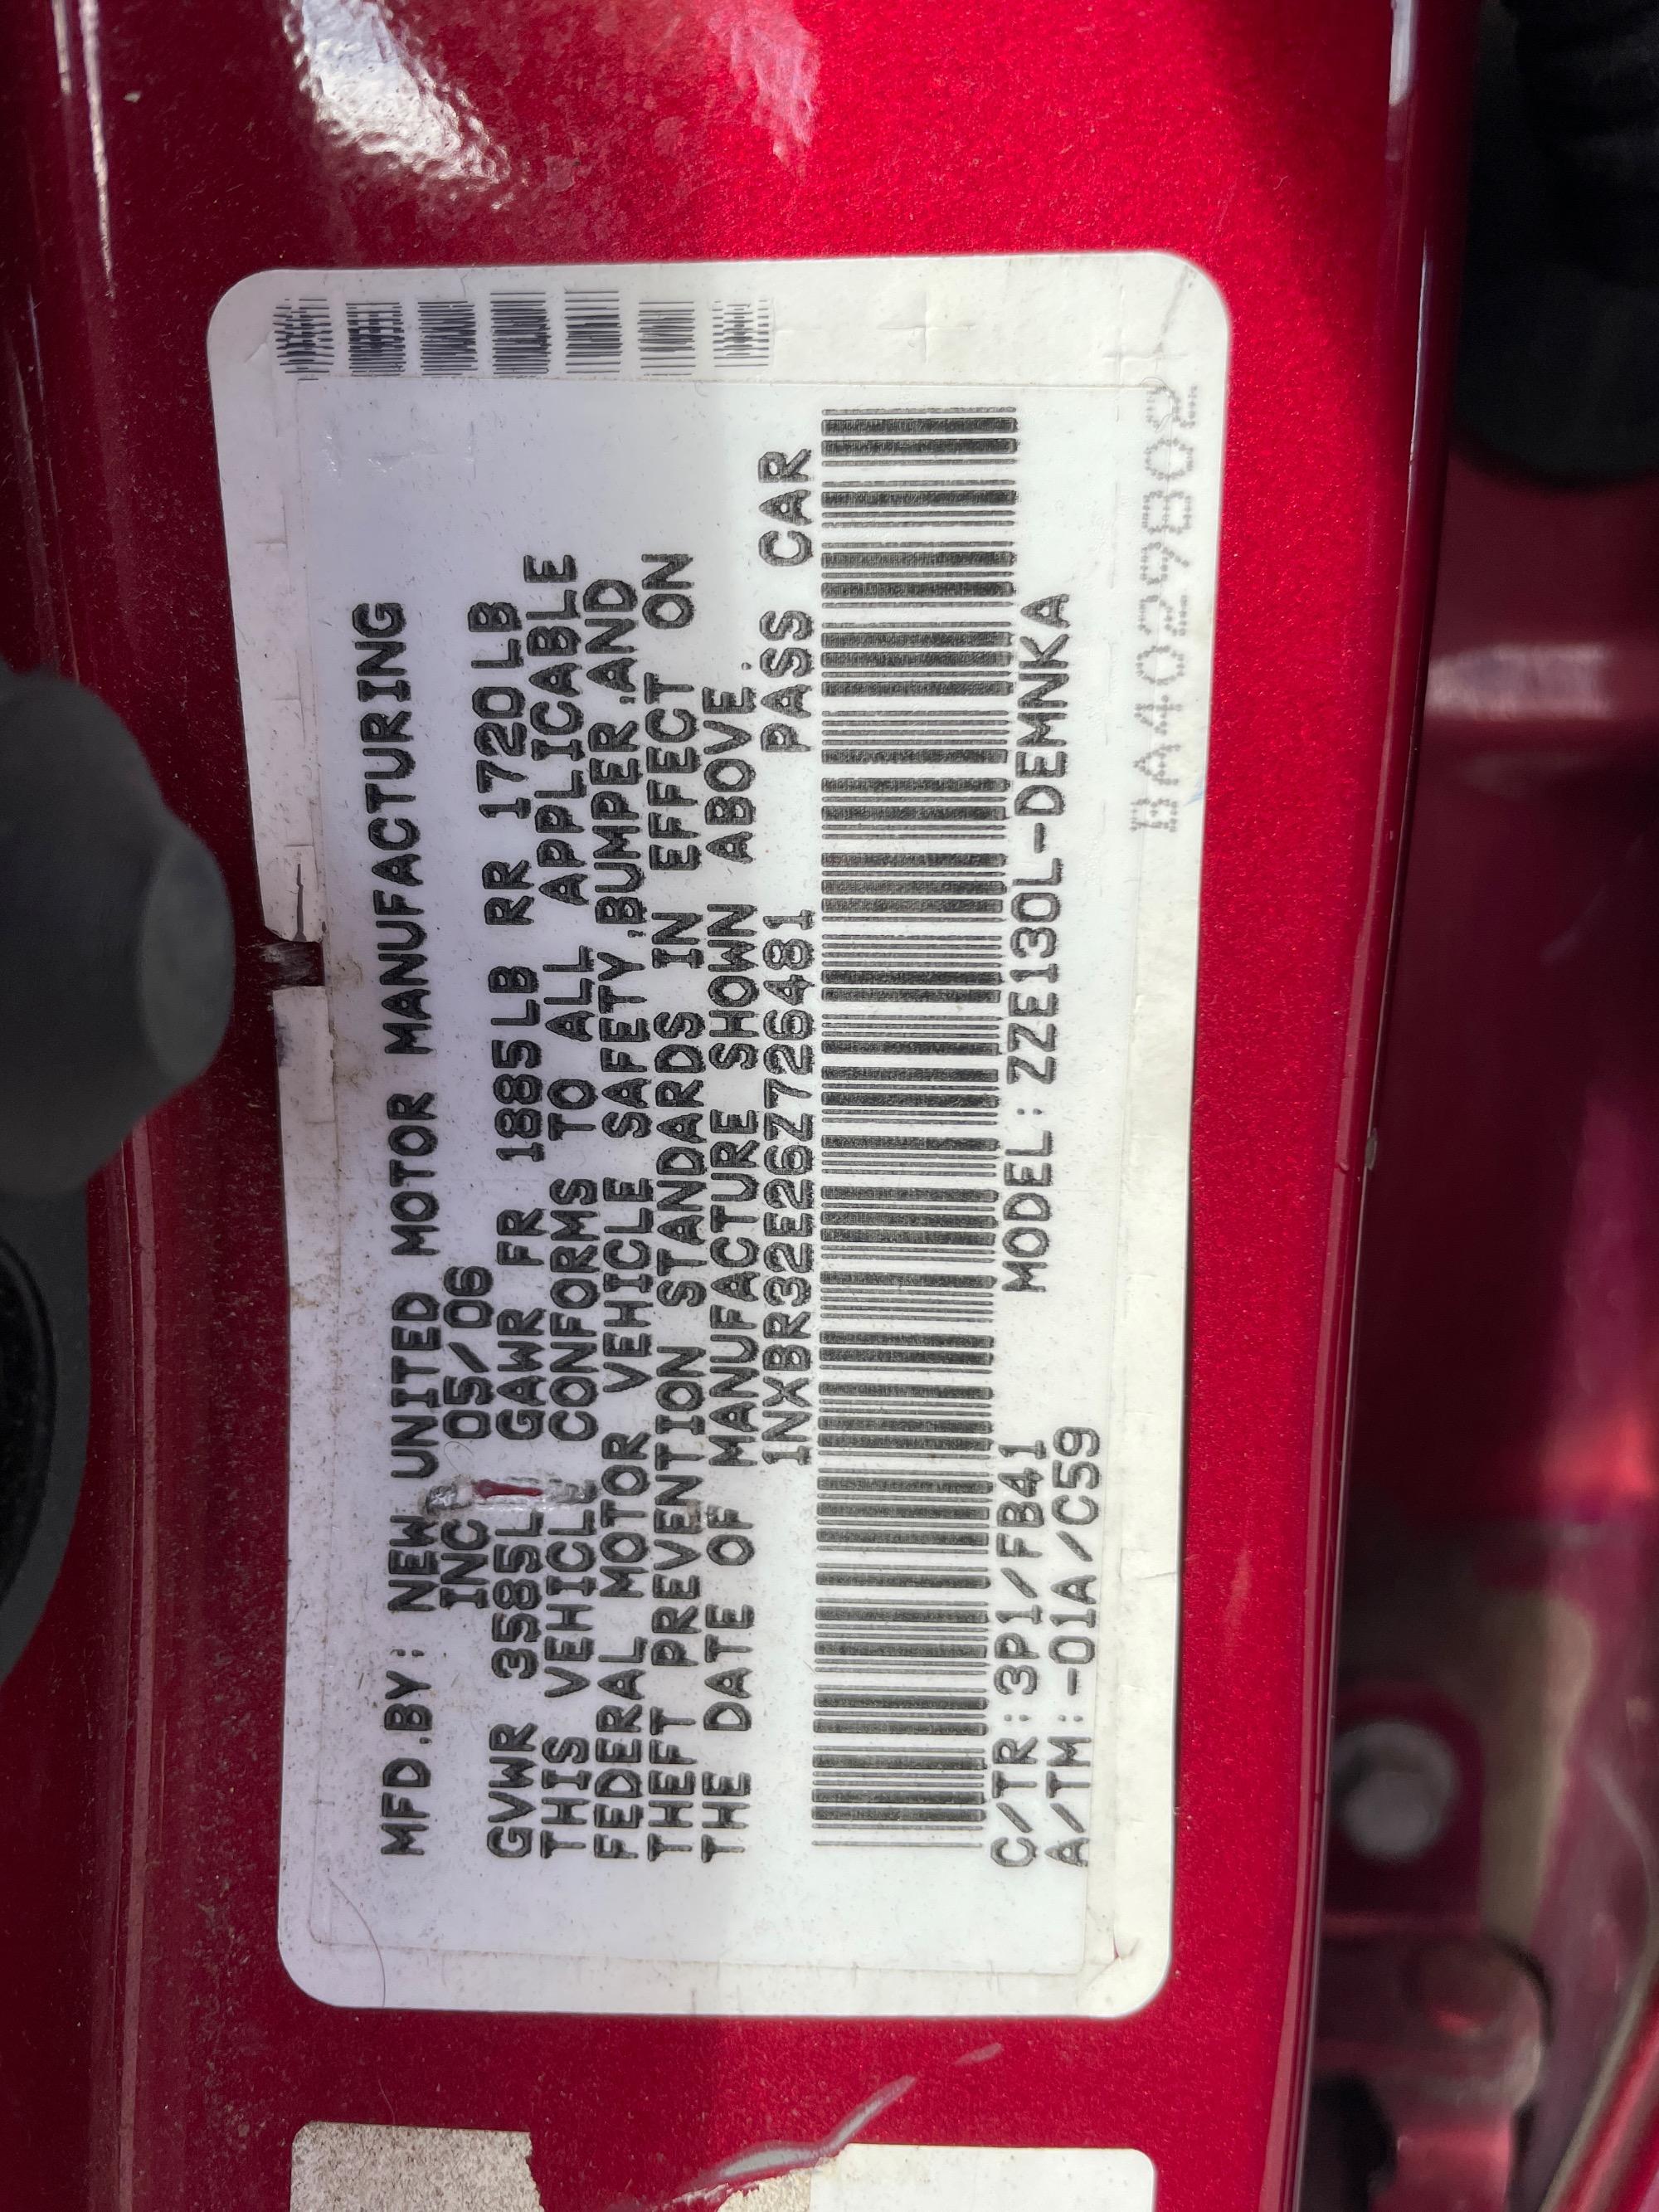 MFD.BY: NEW UNITED MOTOR MANUFACTURING
INC 05/06
GVWR 3585L GAWR FR 1885LB RR 1720LB
THIS VEHICL CONFORMS TO ALL APPLICABLE
FEDERAL MOTOR VEHICLE SAFETY,BUMPER,AND
THEFT PREVENTION STANDARDS IN EFFECT ON
THE DATE OF MANUFACTURE SHOWN ABOVE.
1NXBR32E26Z726481 PASS CAR
C/TR: 3P1/FB41 MODEL: ZZE130L-DEMNKA
A/TM:-01A/C59
BA4029802